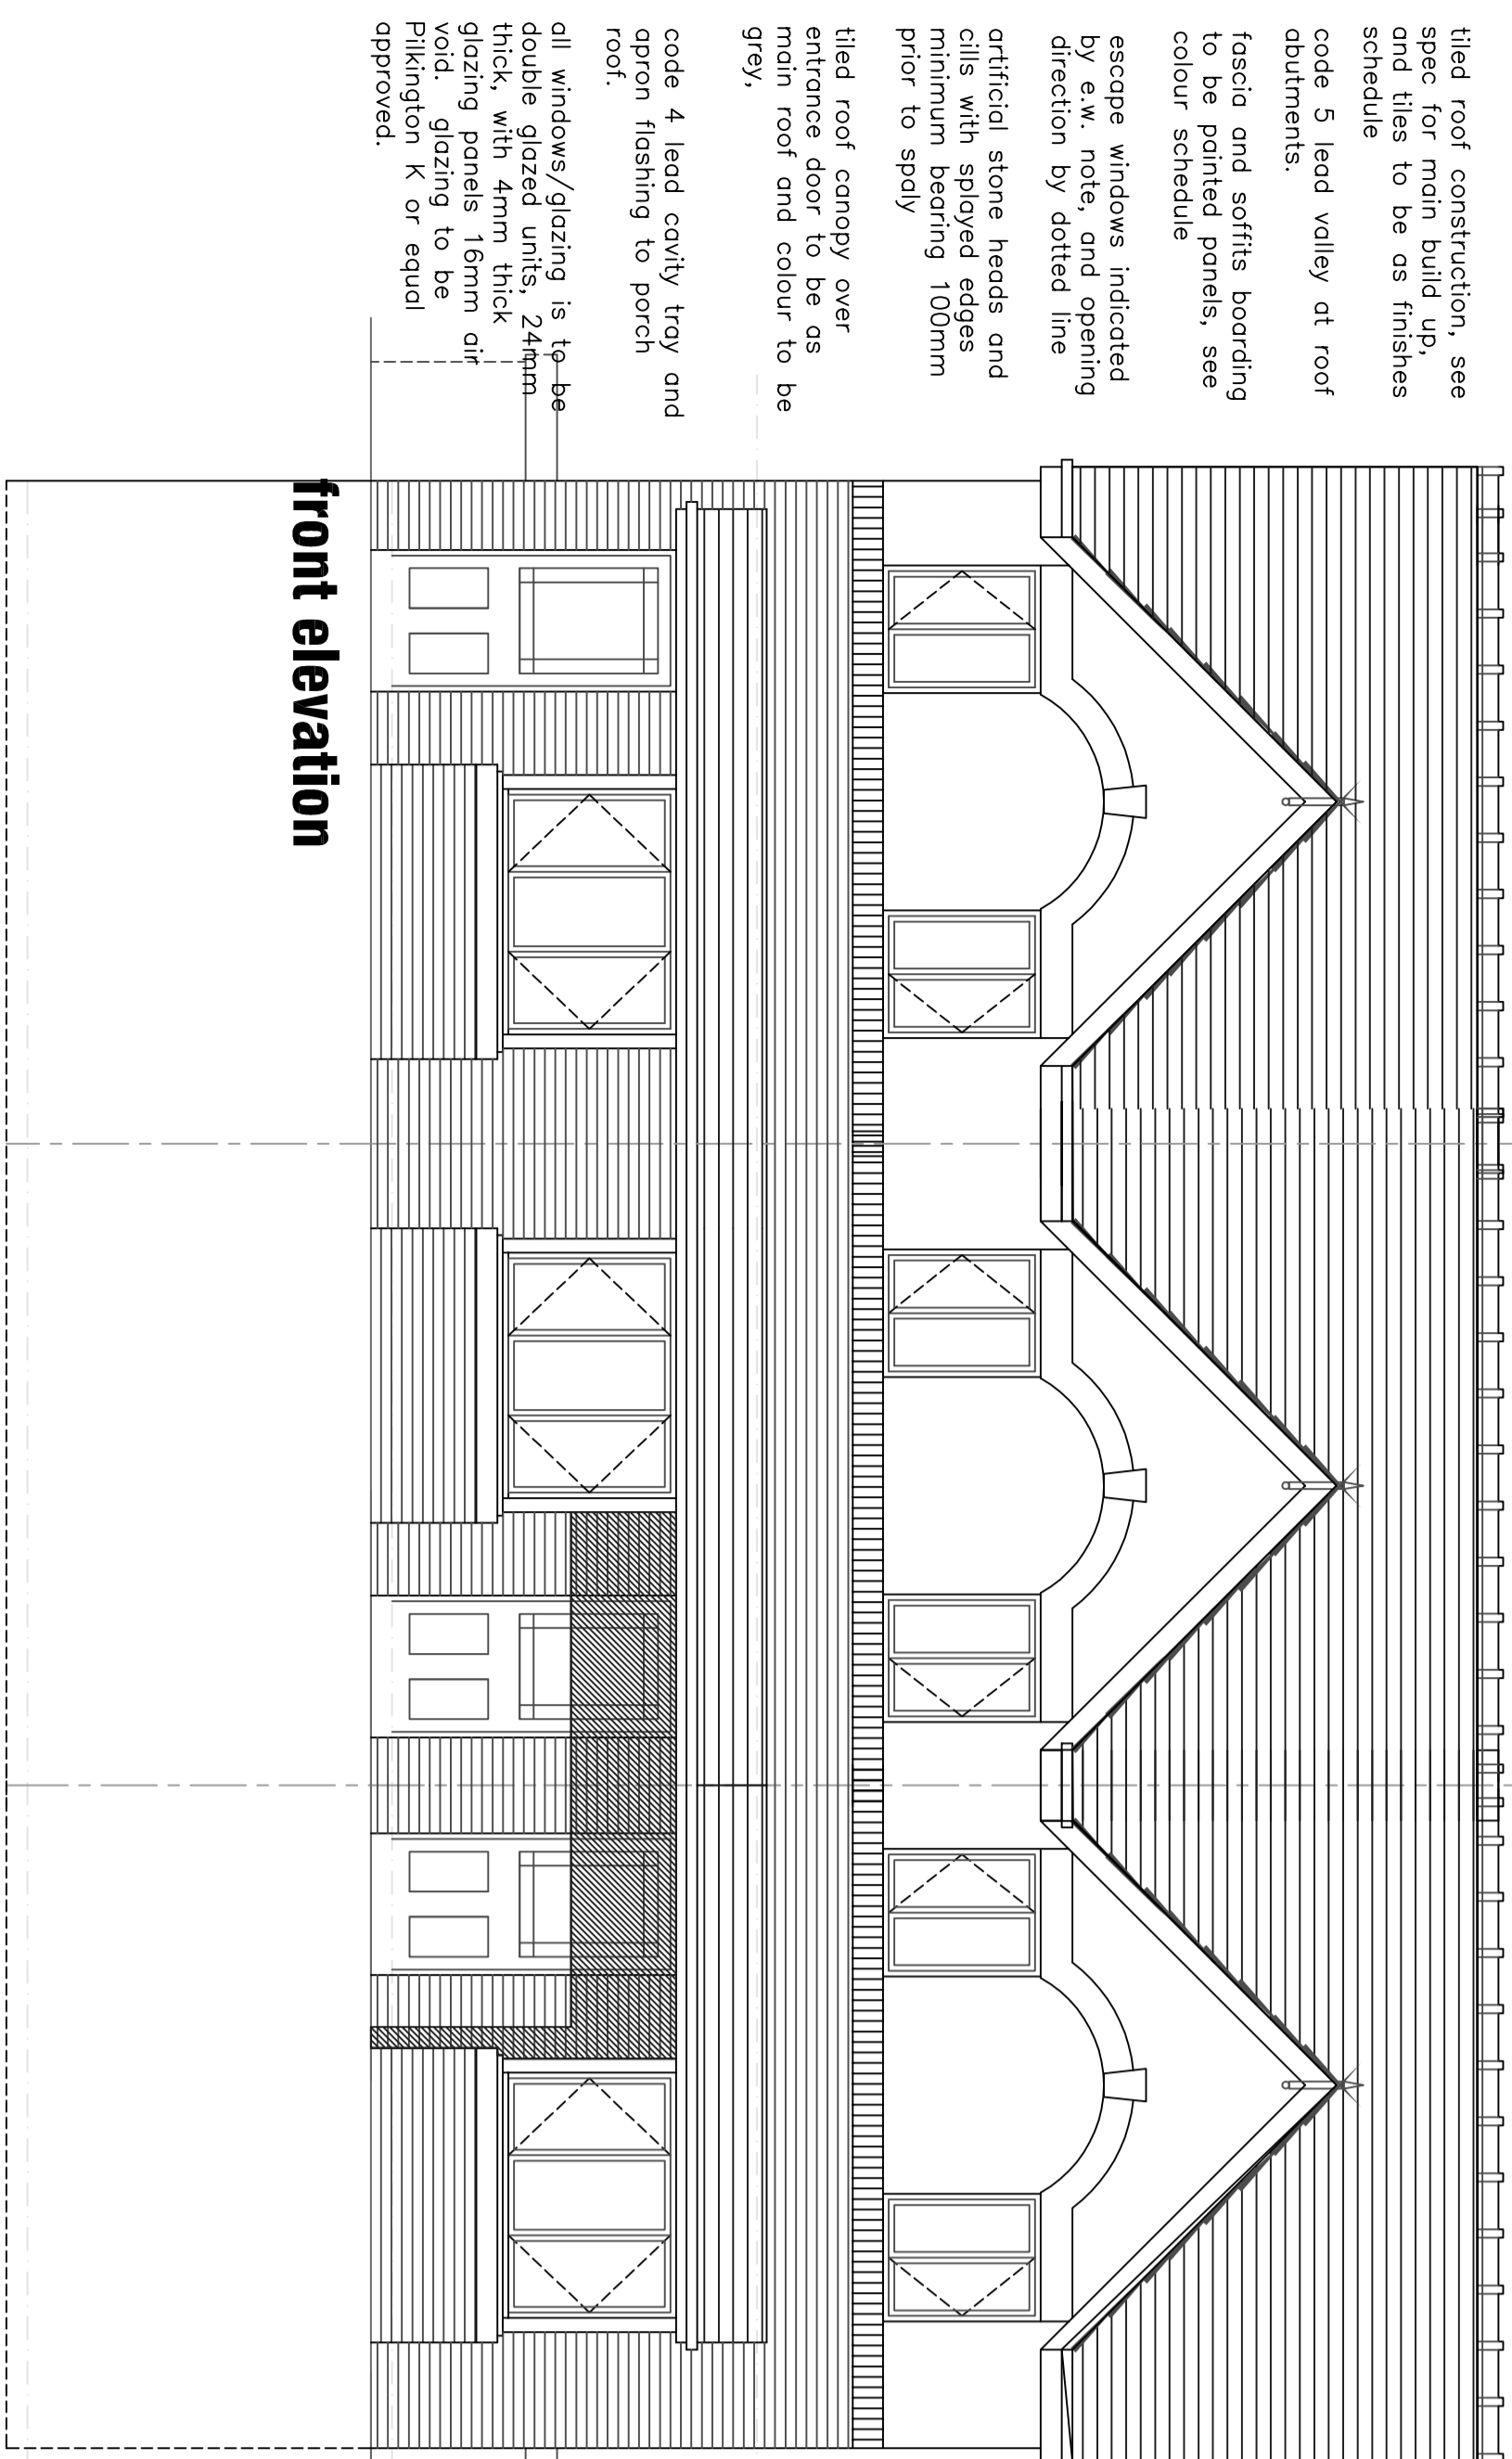 tiled roof construction, see
spec for main build up,
and tiles to be as finishes
schedule
code 5 lead valley at roof
abutments.
fascia and soffits boarding
to be painted panels, see
colour schedule
escape windows indicated
by e.w. note, and opening
direction by dotted line
artificial stone heads and
cills with splayed edges
minimum bearing 100mm
prior to spaly
tiled roof canopy over
entrance door to be as
main roof and colour to be
grey,
code 4 lead cavity tray and
apron flashing to porch
roof.
all windows/glazing is to be
double glazed units, 24mm
thick, with 4mm thick
glazing panels 16mm air
void. glazing to be
Pilkington K or equal
approved.
front elevation